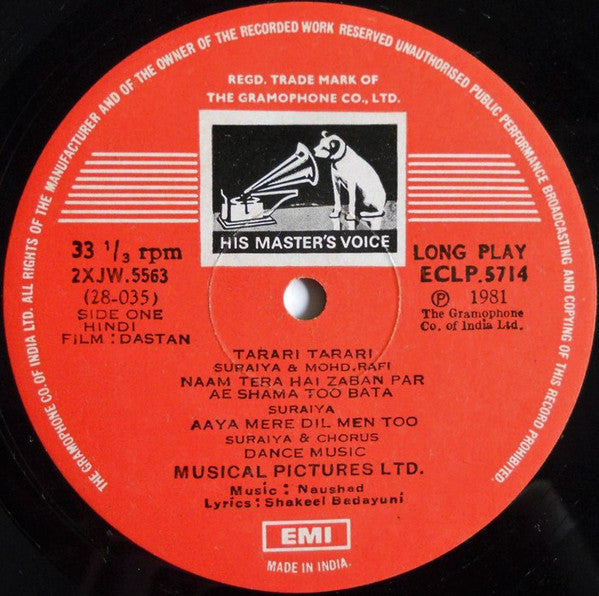 THE GRAMOPHONE CO. OF INDIA LTD. ALL RIGHTS OF THE MANUFACTURER AND OF THE OWNER OF THE RECORDED WORK RESERVED UNAUTHORISED PUBLIC PERFORMANCE BROADCASTING AND COPYING OF THIS RECORD PROHIBITED.
REGD. TRADE MARK OF
THE GRAMOPHONE CO., LTD.
HIS MASTER'S VOICE
33 1/3 rpm
2XJW.5563
(28-035)
SIDE ONE
HINDI
FILM : DASTAN
LONG PLAY
ECLP.5714
Ⓟ 1981
The Gramophone
Co. of India Ltd.
TARARI TARARI
SURAIYA & MOHD.RAFI
NAAM TERA HAI ZABAN PAR
AE SHAMA TOO BATA
SURAIYA
AAYA MERE DIL MEN TOO
SURAIYA & CHORUS
DANCE MUSIC
MUSICAL PICTURES LTD.
Music : Naushad
Lyrics : Shakeel Badayuni
EMI
MADE IN INDIA.